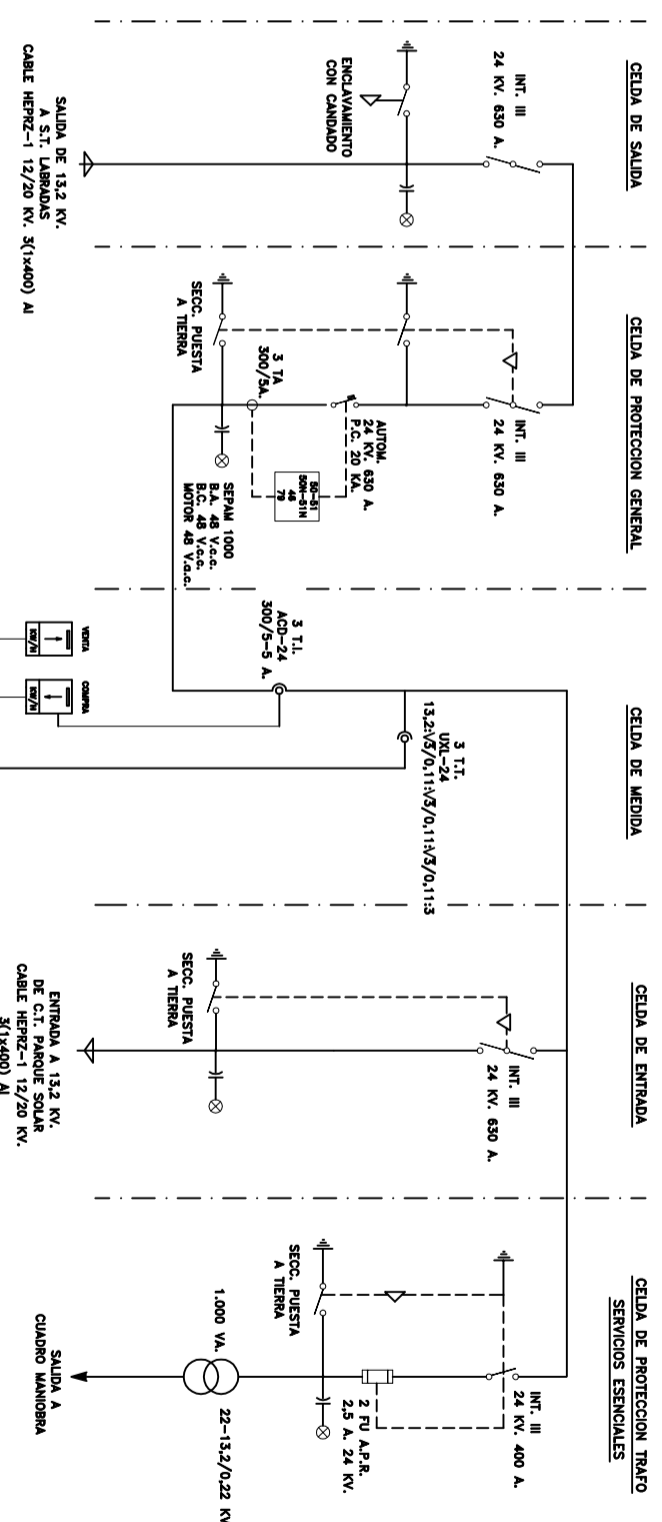 CELDA DE SALIDA
INT. III
24 KV. 630 A.
ENCLAVAMIENTO
CON CANDADO
SALIDA DE 13,2 KV.
A S.T. LABRADAS
CABLE HEPRZ-1 12/20 KV. 3(1x400) Al
CELDA DE PROTECCION GENERAL
INT. III
24 KV. 630 A.
AUTOM.
24 KV. 630 A.
P.C. 20 KA.
50-51
50N-51N
46
79
3 TA
300/5A.
SECC. PUESTA
A TIERRA
SEPAM 1000
B.A. 48 V.c.c.
B.C. 48 V.c.c.
MOTOR 48 V.c.c.
CELDA DE MEDIDA
3 T.T.
UXL-24
13,2:√3/0,11:√3/0,11:√3/0,11:3
3 T.I.
ACD-24
300/5-5 A.
VENTA
KW/H
COMPRA
KW/H
CELDA DE ENTRADA
INT. III
24 KV. 630 A.
SECC. PUESTA
A TIERRA
ENTRADA A 13,2 KV.
DE C.T. PARQUE SOLAR
CABLE HEPRZ-1 12/20 KV.
3(1x400) Al
CELDA DE PROTECCION TRAFO
SERVICIOS ESENCIALES
INT. III
24 KV. 400 A.
2 FU A.P.R.
2,5 A. 24 KV.
SECC. PUESTA
A TIERRA
1.000 VA.
22-13,2/0,22 KV
SALIDA A
CUADRO MANIOBRA